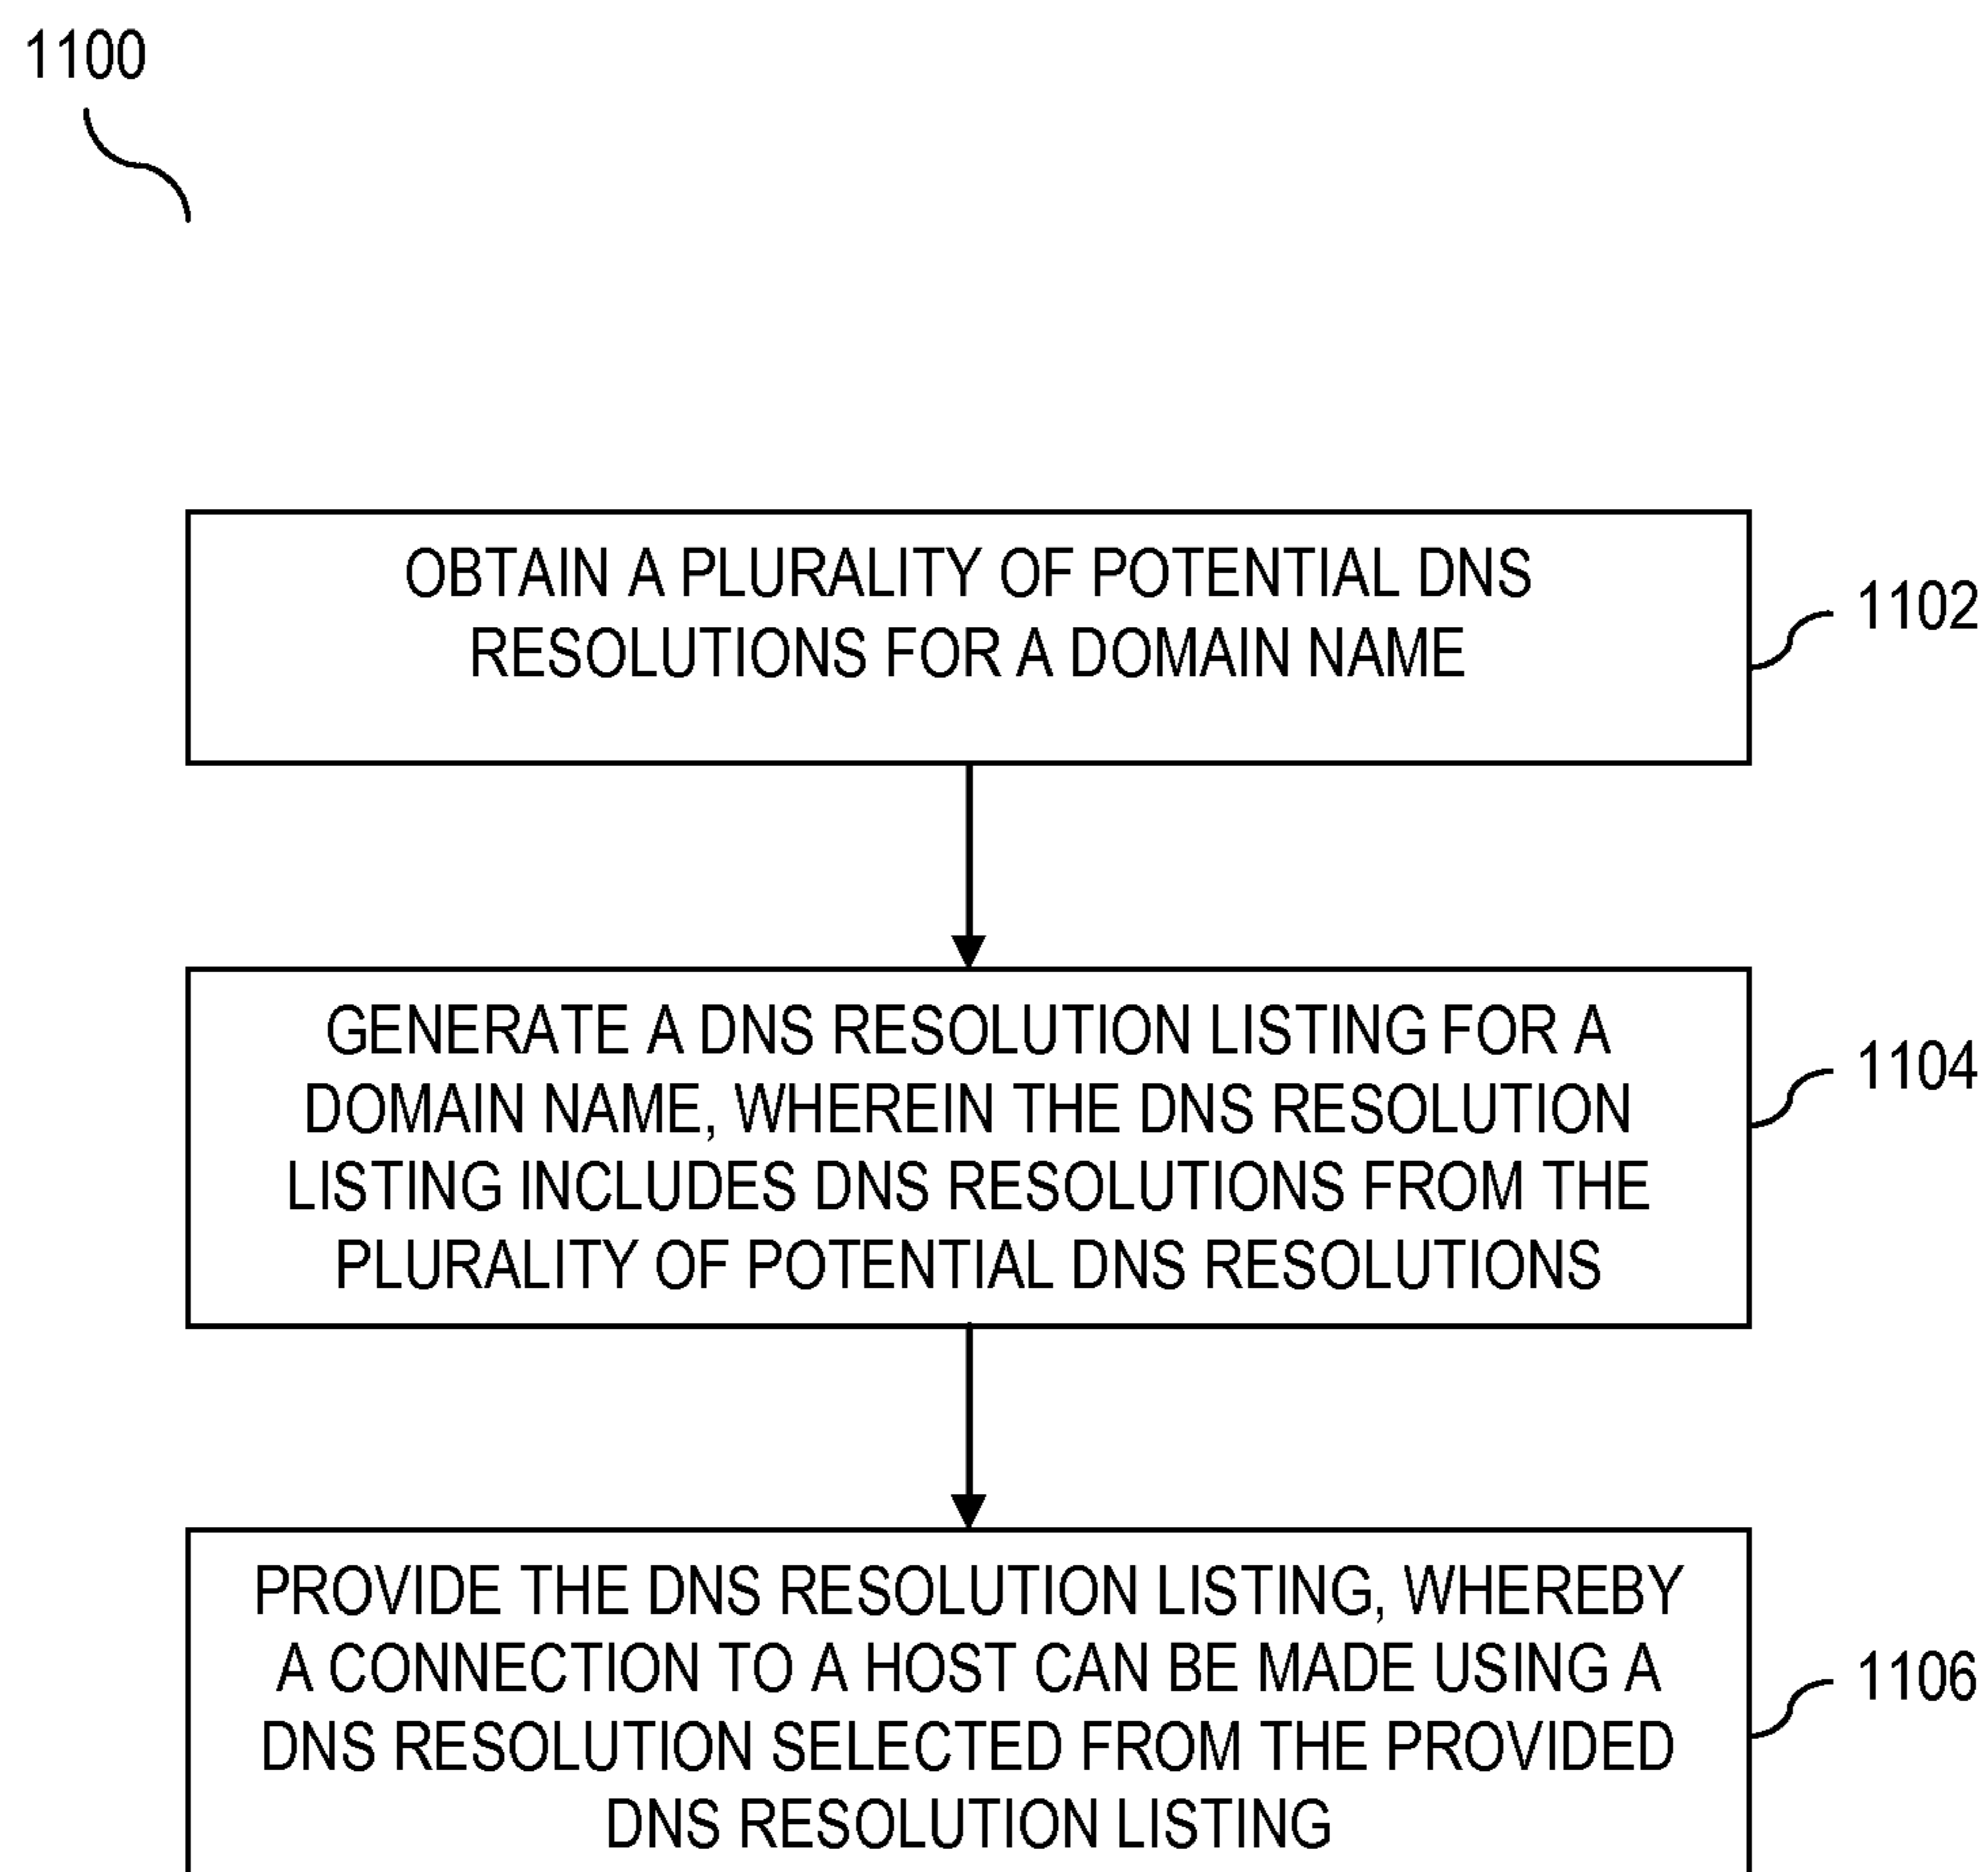 1100
OBTAIN A PLURALITY OF POTENTIAL DNS
RESOLUTIONS FOR A DOMAIN NAME
1102
GENERATE A DNS RESOLUTION LISTING FOR A
DOMAIN NAME, WHEREIN THE DNS RESOLUTION
LISTING INCLUDES DNS RESOLUTIONS FROM THE
PLURALITY OF POTENTIAL DNS RESOLUTIONS
1104
PROVIDE THE DNS RESOLUTION LISTING, WHEREBY
A CONNECTION TO A HOST CAN BE MADE USING A
DNS RESOLUTION SELECTED FROM THE PROVIDED
DNS RESOLUTION LISTING
1106